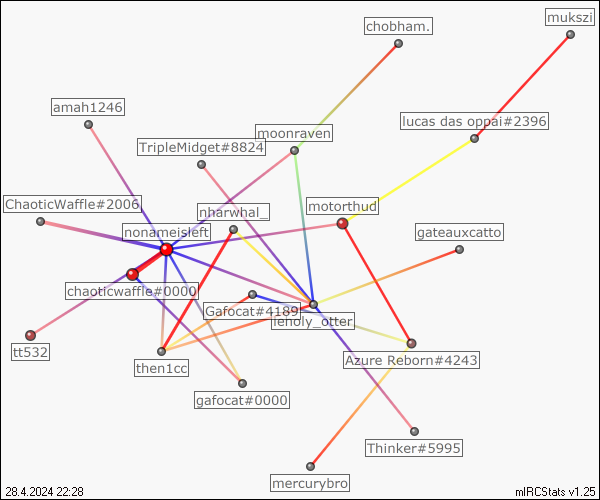 mukszi
chobham.
amah1246
lucas das oppai#2396
moonraven
TripleMidget#8824
ChaoticWaffle#2006
motorthud
nharwhal_
nonameisleft
gateauxcatto
chaoticwaffle#0000
Gafocat#4189
leholy_otter
tt532
then1cc
Azure Reborn#4243
gafocat#0000
Thinker#5995
mercurybro
28.4.2024 22:28
mIRCStats v1.25